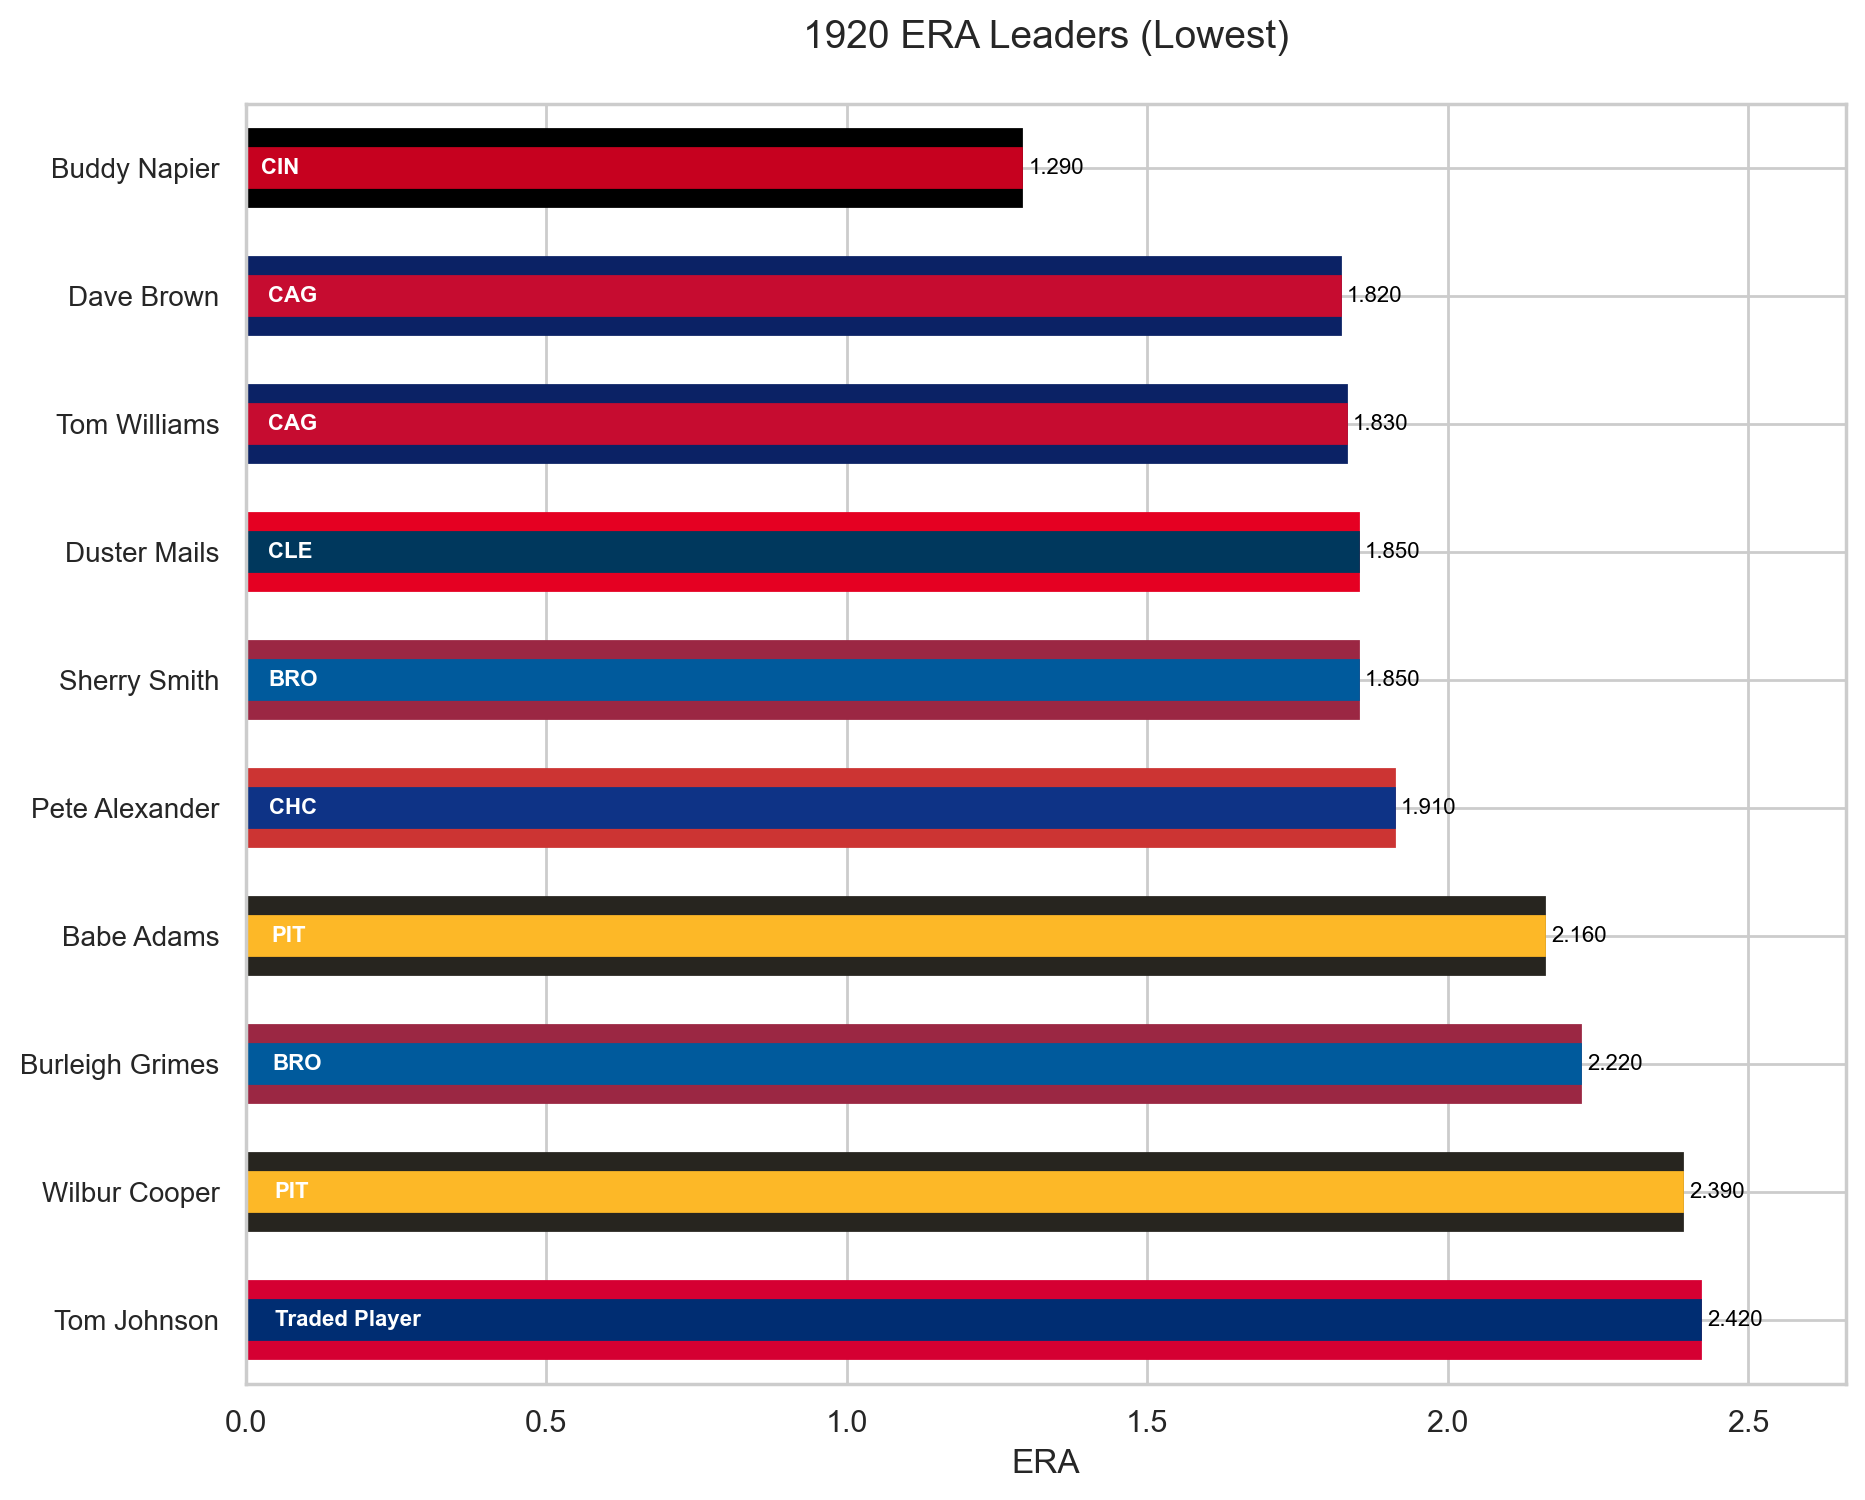 1920 ERA Leaders (Lowest)
Buddy Napier CIN 1.290
Dave Brown CAG 1.820
Tom Williams CAG 1.830
Duster Mails CLE 1.850
Sherry Smith BRO 1.850
Pete Alexander CHC 1.910
Babe Adams PIT 2.160
Burleigh Grimes BRO 2.220
Wilbur Cooper PIT 2.390
Tom Johnson Traded Player 2.420
0.0 0.5 1.0 1.5 2.0 2.5
ERA